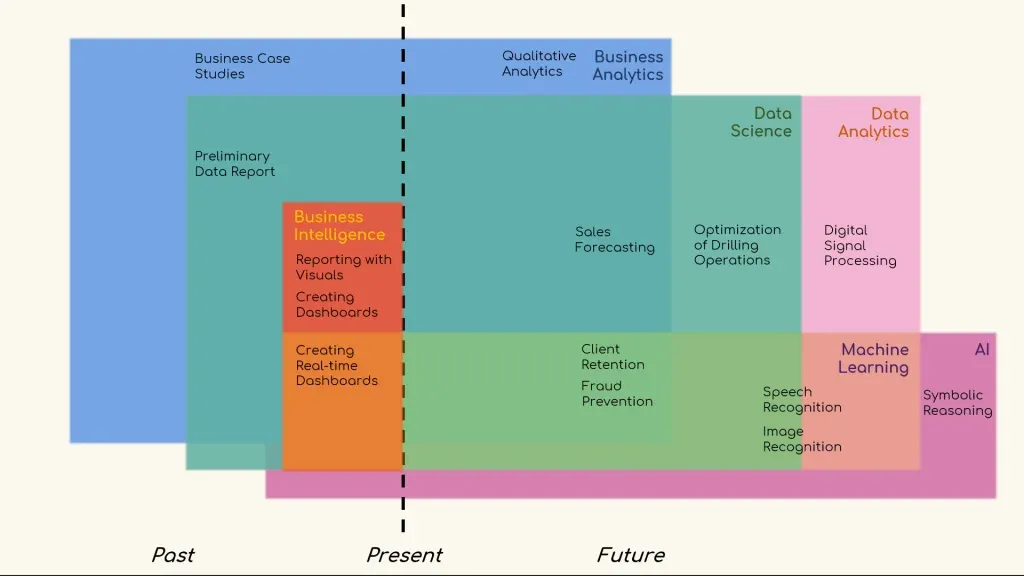 Business Case
Studies
Qualitative
Analytics
Business
Analytics
Data
Science
Data
Analytics
Preliminary
Data Report
Business
Intelligence
Reporting with
Visuals
Creating
Dashboards
Sales
Forecasting
Optimization
of Drilling
Operations
Digital
Signal
Processing
Creating
Real-time
Dashboards
Client
Retention
Fraud
Prevention
Machine
Learning
AI
Speech
Recognition
Image
Recognition
Symbolic
Reasoning
Past
Present
Future